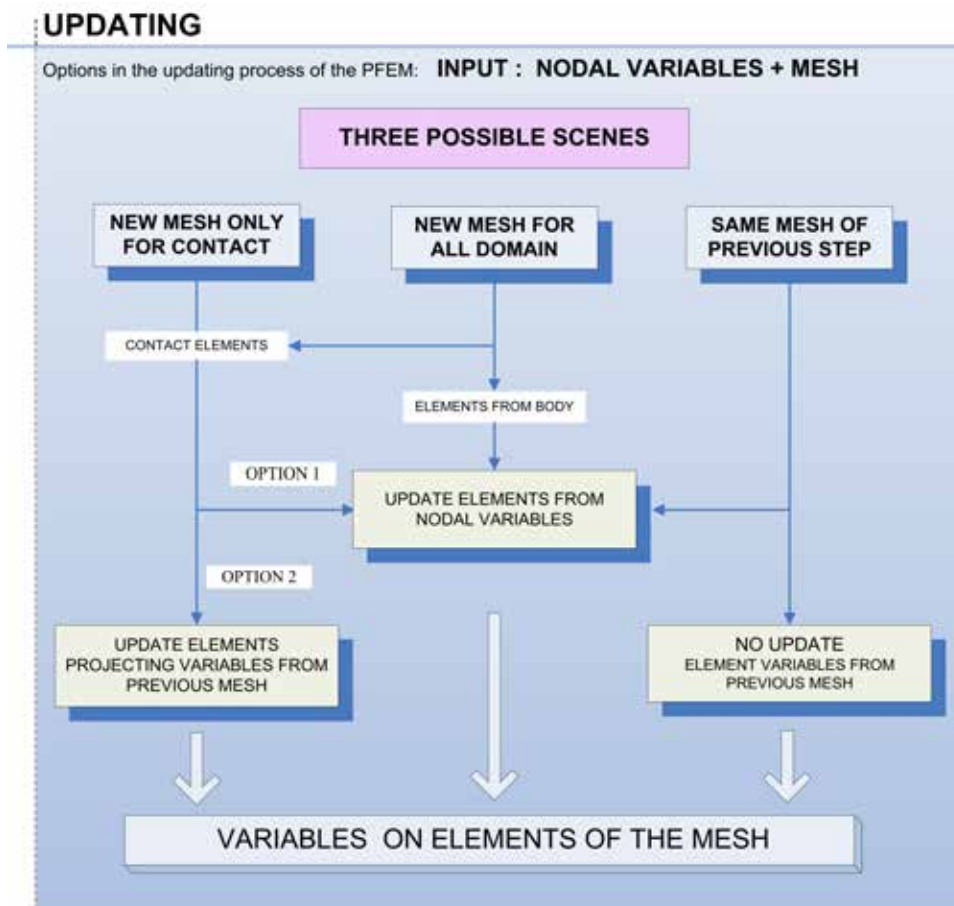 UPDATING
Options in the updating process of the PFEM: INPUT : NODAL VARIABLES + MESH
THREE POSSIBLE SCENES
NEW MESH ONLY
FOR CONTACT
NEW MESH FOR
ALL DOMAIN
SAME MESH OF
PREVIOUS STEP
CONTACT ELEMENTS
ELEMENTS FROM BODY
OPTION 1
UPDATE ELEMENTS FROM
NODAL VARIABLES
OPTION 2
UPDATE ELEMENTS
PROJECTING VARIABLES FROM
PREVIOUS MESH
NO UPDATE
ELEMENT VARIABLES FROM
PREVIOUS MESH
VARIABLES ON ELEMENTS OF THE MESH